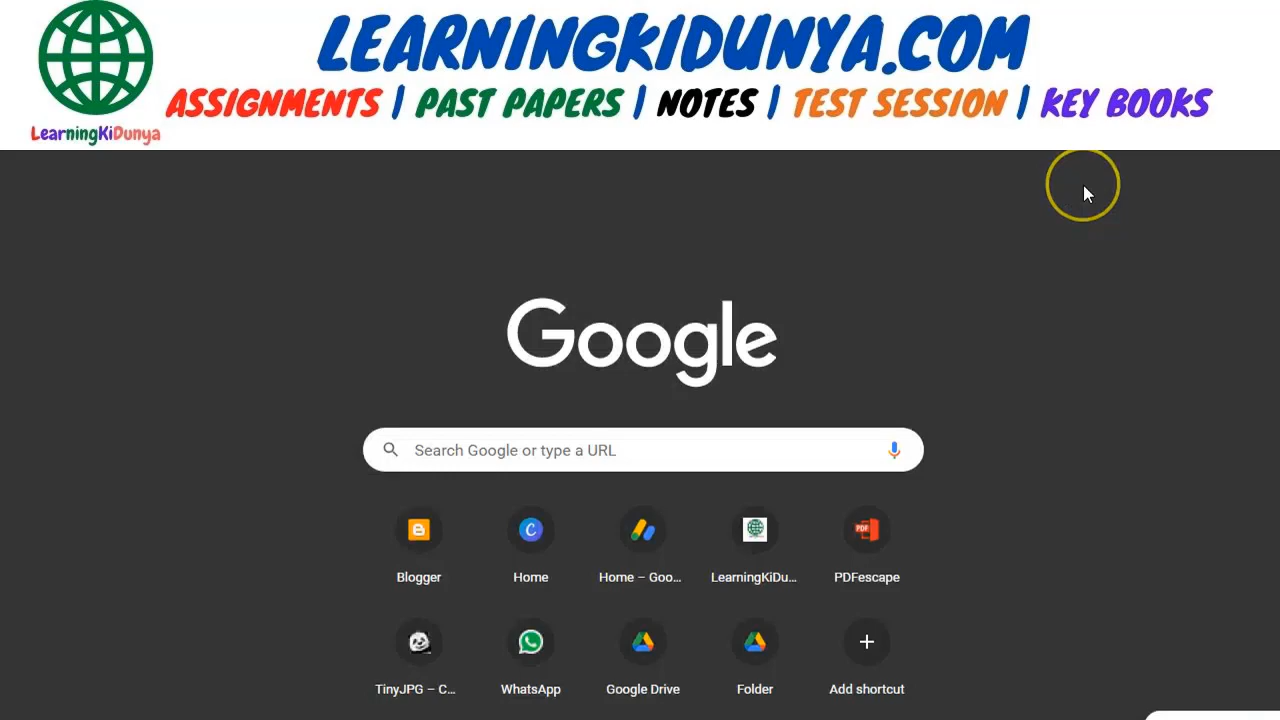 LEARNINGKIDUNYA.COM
ASSIGNMENTS | PAST PAPERS | NOTES | TEST SESSION | KEY BOOKS
LearningKiDunya
Google
Search Google or type a URL
Blogger
Home
Home – Goo...
LearningKiDu...
PDF
PDFescape
TinyJPG – C...
WhatsApp
Google Drive
Folder
Add shortcut